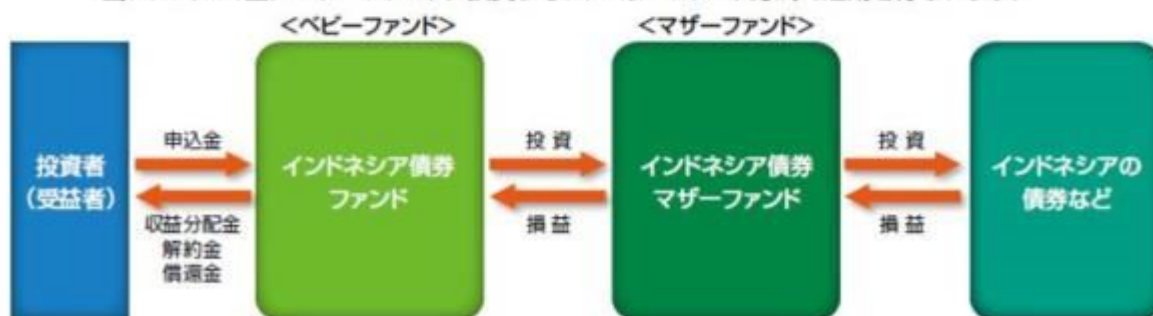 <ベビーファンド>
<マザーファンド>
投資者
(受益者)
申込金
収益分配金
解約金
償還金
インドネシア債券
ファンド
投 資
損 益
インドネシア債券
マザーファンド
投 資
損 益
インドネシアの
債券など